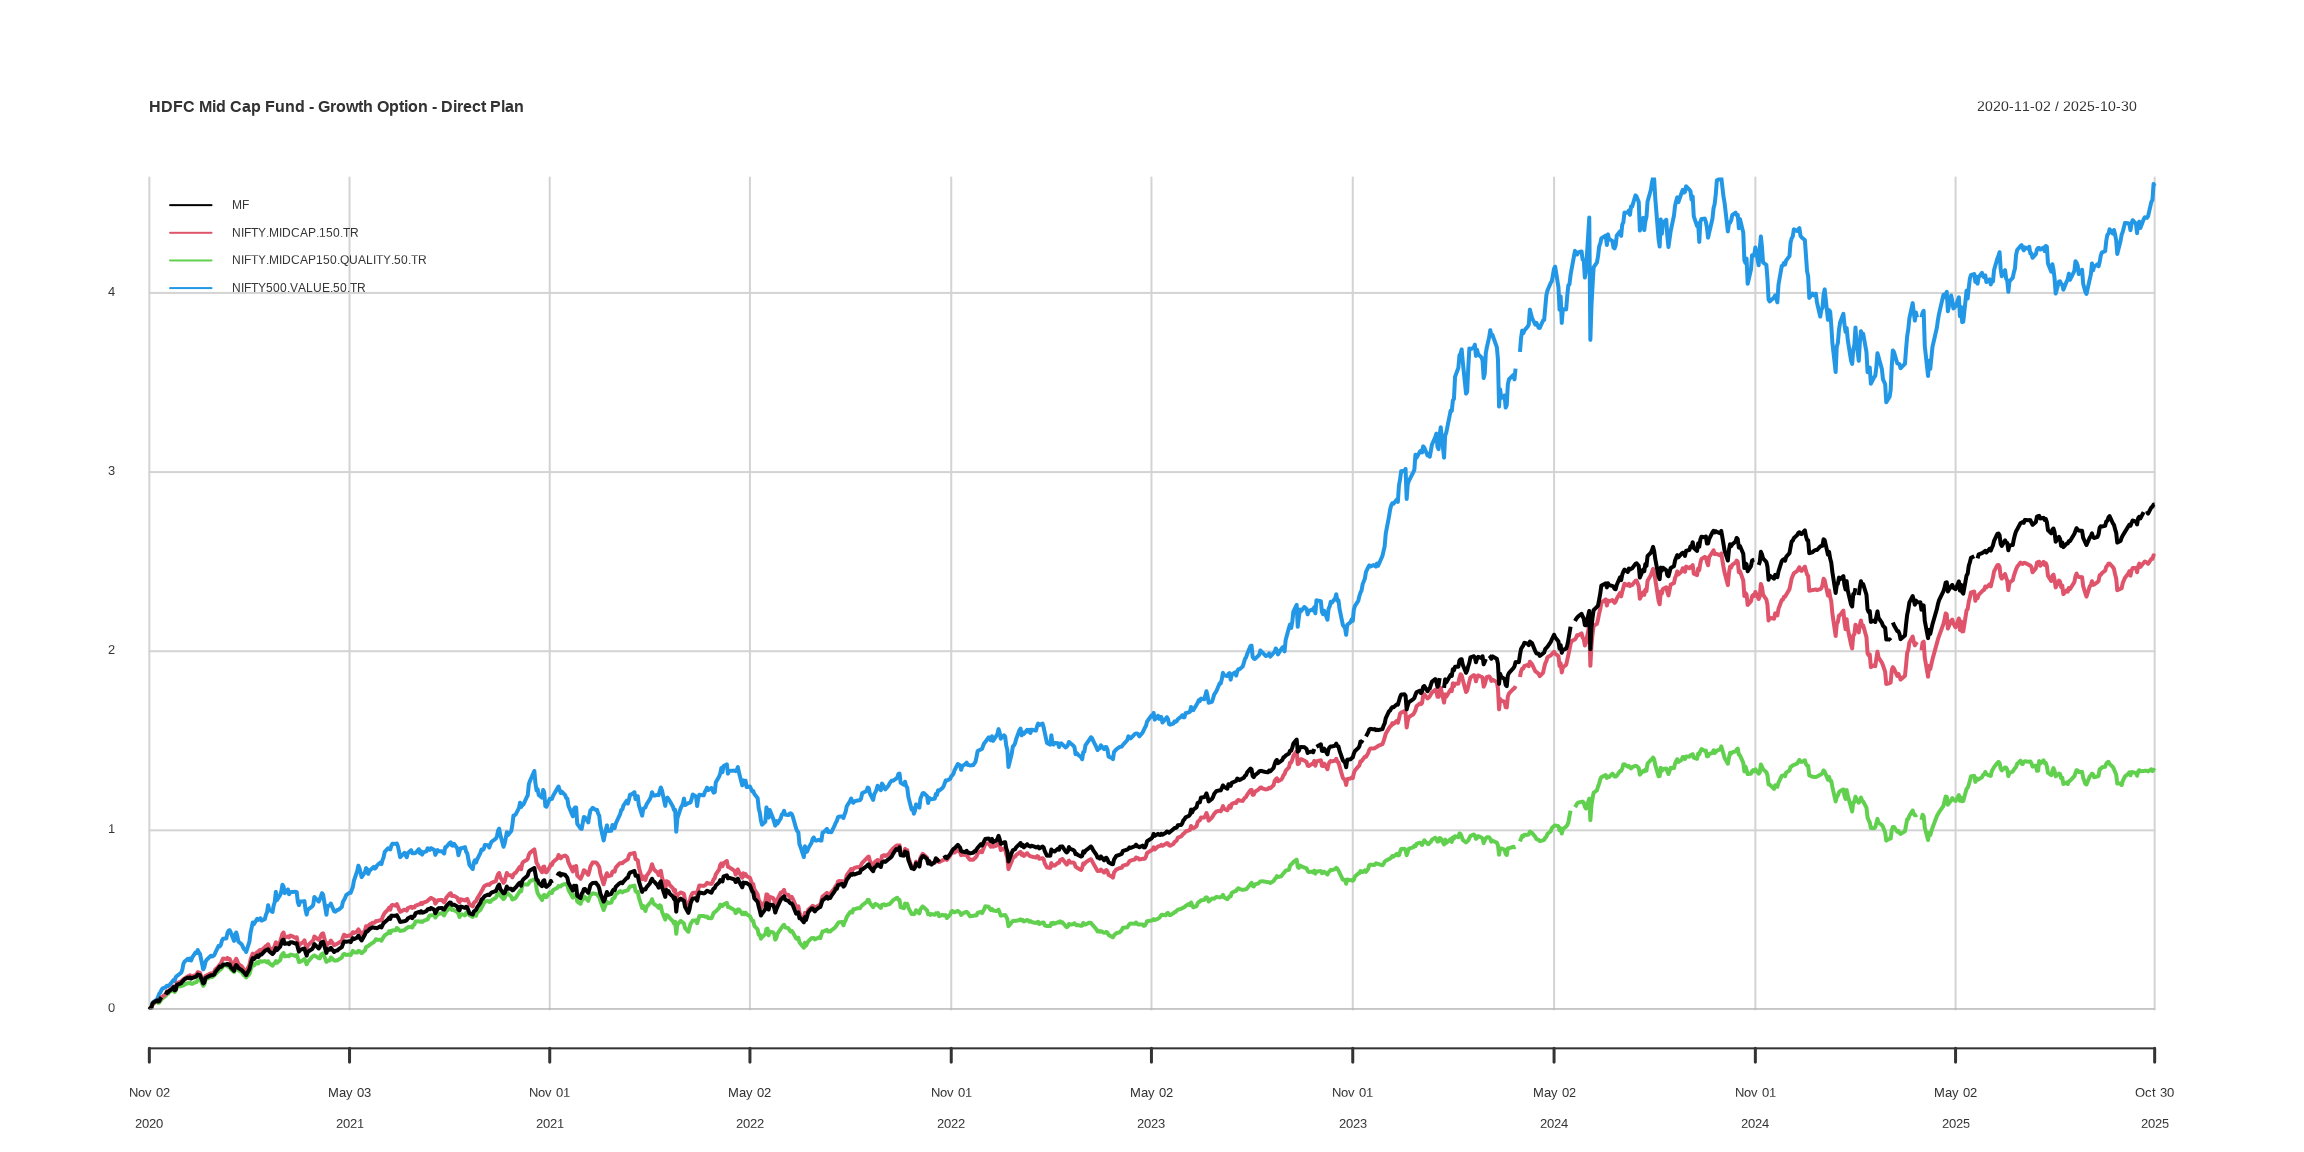 HDFC Mid Cap Fund - Growth Option - Direct Plan
2020-11-02 / 2025-10-30
MF
NIFTY.MIDCAP.150.TR
NIFTY.MIDCAP150.QUALITY.50.TR
NIFTY500.VALUE.50.TR
4
3
2
1
0
Nov 02 May 03 Nov 01 May 02 Nov 01 May 02 Nov 01 May 02 Nov 01 May 02 Oct 30
2020 2021 2021 2022 2022 2023 2023 2024 2024 2025 2025